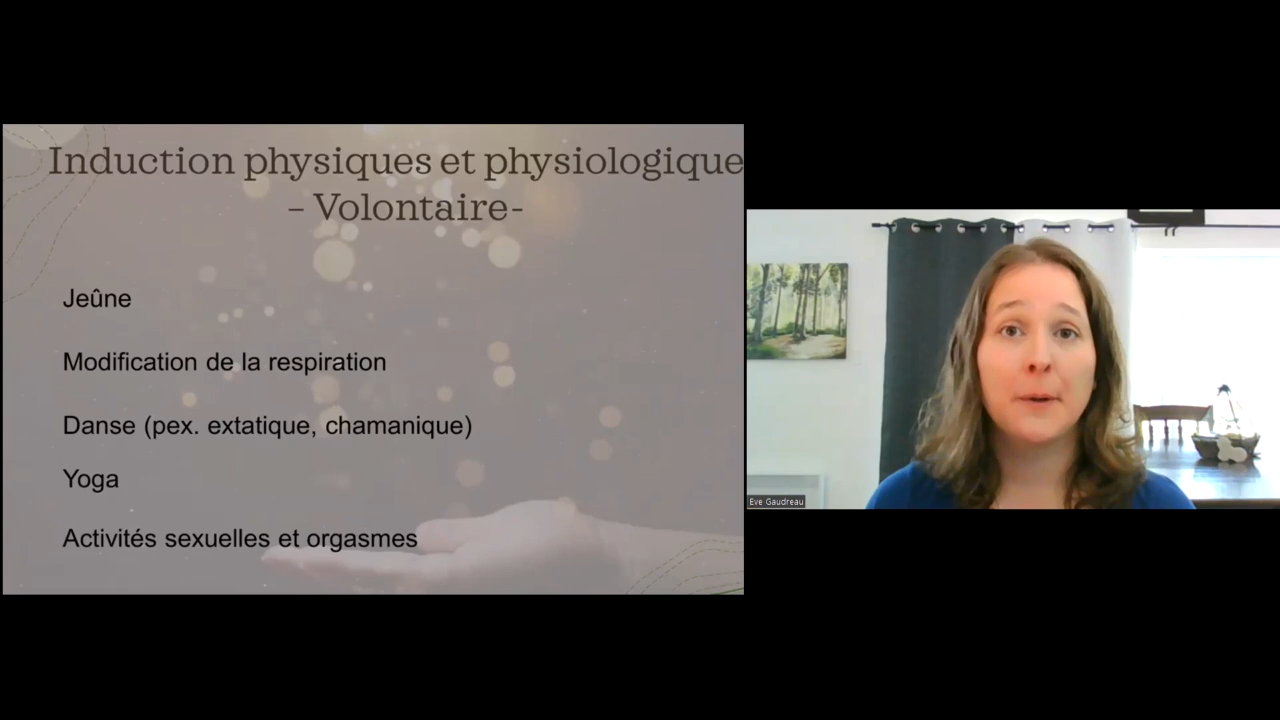 Induction physiques et physiologique
– Volontaire-
Jeûne
Modification de la respiration
Danse (pex. extatique, chamanique)
Yoga
Activités sexuelles et orgasmes
Eve Gaudreau